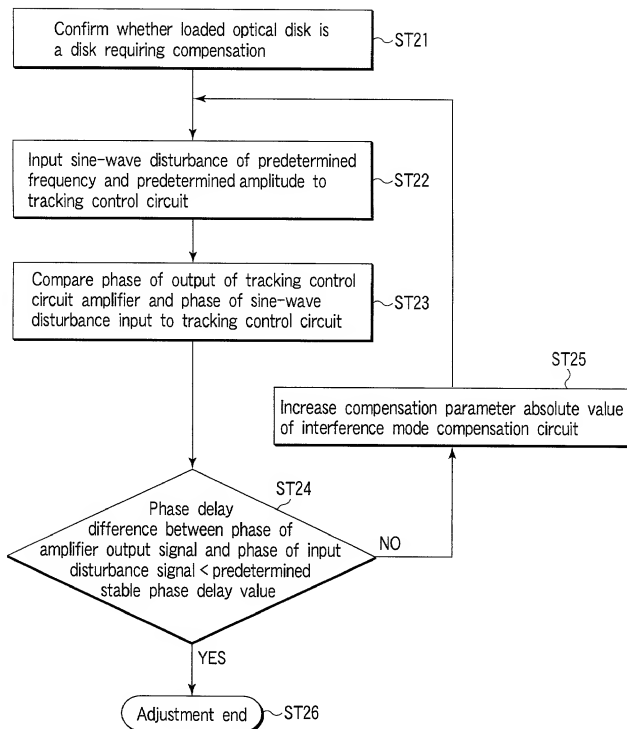 Confirm whether loaded optical disk is
a disk requiring compensation
ST21
Input sine-wave disturbance of predetermined
frequency and predetermined amplitude to
tracking control circuit
ST22
Compare phase of output of tracking control
circuit amplifier and phase of sine-wave
disturbance input to tracking control circuit
ST23
ST25
Increase compensation parameter absolute value
of interference mode compensation circuit
ST24
Phase delay
difference between phase of
amplifier output signal and phase of input
disturbance signal < predetermined
stable phase delay value
NO
YES
Adjustment end
ST26